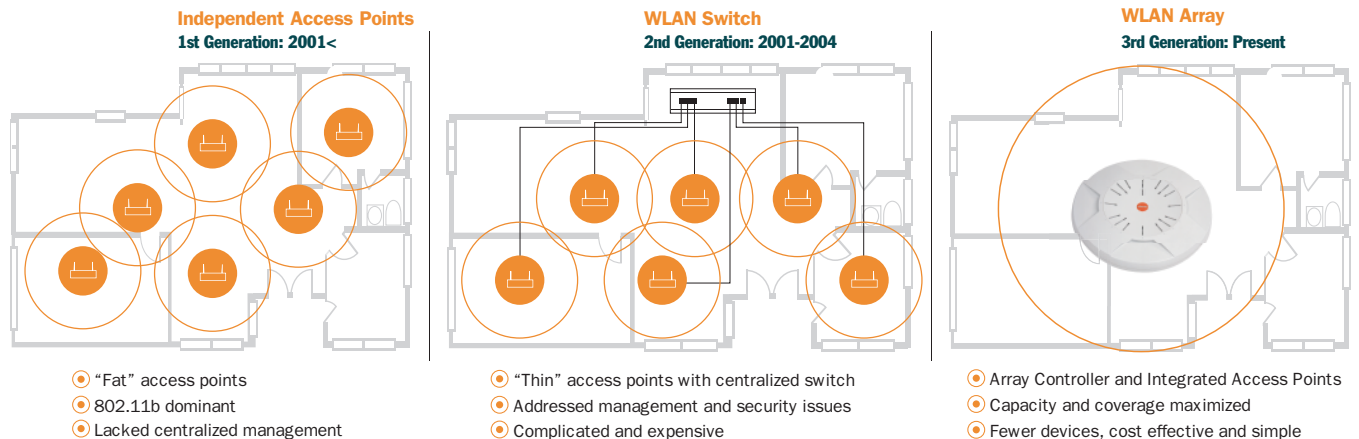 Independent Access Points
1st Generation: 2001<
“Fat” access points
802.11b dominant
Lacked centralized management
WLAN Switch
2nd Generation: 2001-2004
“Thin” access points with centralized switch
Addressed management and security issues
Complicated and expensive
WLAN Array
3rd Generation: Present
Array Controller and Integrated Access Points
Capacity and coverage maximized
Fewer devices, cost effective and simple